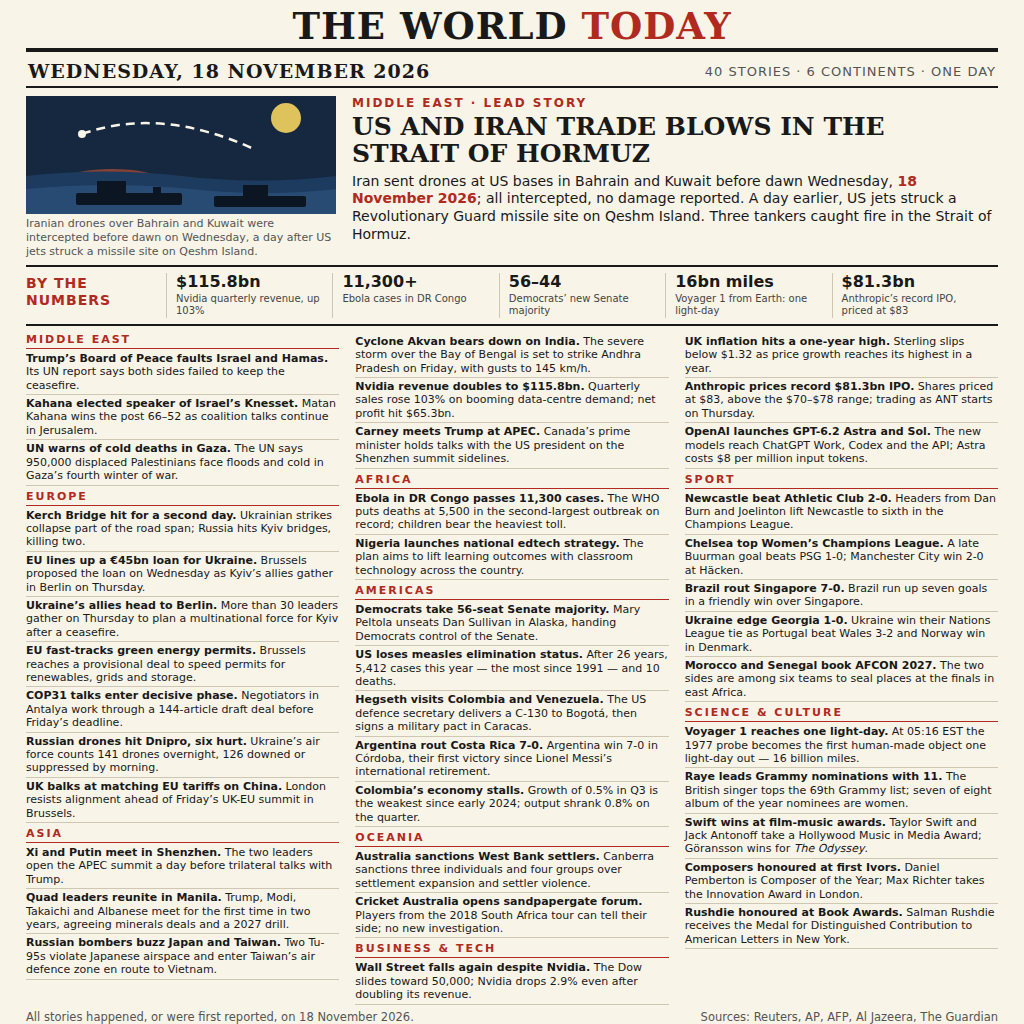 THE WORLD TODAY
WEDNESDAY, 18 NOVEMBER 2026
40 STORIES · 6 CONTINENTS · ONE DAY
Iranian drones over Bahrain and Kuwait were
intercepted before dawn on Wednesday, a day after US
jets struck a missile site on Qeshm Island.
MIDDLE EAST · LEAD STORY
US AND IRAN TRADE BLOWS IN THE
STRAIT OF HORMUZ
Iran sent drones at US bases in Bahrain and Kuwait before dawn Wednesday, 18
November 2026; all intercepted, no damage reported. A day earlier, US jets struck a
Revolutionary Guard missile site on Qeshm Island. Three tankers caught fire in the Strait of
Hormuz.
BY THE
NUMBERS
$115.8bn
Nvidia quarterly revenue, up
103%
11,300+
Ebola cases in DR Congo
56–44
Democrats’ new Senate
majority
16bn miles
Voyager 1 from Earth: one
light-day
$81.3bn
Anthropic’s record IPO,
priced at $83
MIDDLE EAST
Trump’s Board of Peace faults Israel and Hamas.
Its UN report says both sides failed to keep the
ceasefire.
Kahana elected speaker of Israel’s Knesset. Matan
Kahana wins the post 66–52 as coalition talks continue
in Jerusalem.
UN warns of cold deaths in Gaza. The UN says
950,000 displaced Palestinians face floods and cold in
Gaza’s fourth winter of war.
EUROPE
Kerch Bridge hit for a second day. Ukrainian strikes
collapse part of the road span; Russia hits Kyiv bridges,
killing two.
EU lines up a €45bn loan for Ukraine. Brussels
proposed the loan on Wednesday as Kyiv’s allies gather
in Berlin on Thursday.
Ukraine’s allies head to Berlin. More than 30 leaders
gather on Thursday to plan a multinational force for Kyiv
after a ceasefire.
EU fast-tracks green energy permits. Brussels
reaches a provisional deal to speed permits for
renewables, grids and storage.
COP31 talks enter decisive phase. Negotiators in
Antalya work through a 144-article draft deal before
Friday’s deadline.
Russian drones hit Dnipro, six hurt. Ukraine’s air
force counts 141 drones overnight, 126 downed or
suppressed by morning.
UK balks at matching EU tariffs on China. London
resists alignment ahead of Friday’s UK-EU summit in
Brussels.
ASIA
Xi and Putin meet in Shenzhen. The two leaders
open the APEC summit a day before trilateral talks with
Trump.
Quad leaders reunite in Manila. Trump, Modi,
Takaichi and Albanese meet for the first time in two
years, agreeing minerals deals and a 2027 drill.
Russian bombers buzz Japan and Taiwan. Two Tu-
95s violate Japanese airspace and enter Taiwan’s air
defence zone en route to Vietnam.
Cyclone Akvan bears down on India. The severe
storm over the Bay of Bengal is set to strike Andhra
Pradesh on Friday, with gusts to 145 km/h.
Nvidia revenue doubles to $115.8bn. Quarterly
sales rose 103% on booming data-centre demand; net
profit hit $65.3bn.
Carney meets Trump at APEC. Canada’s prime
minister holds talks with the US president on the
Shenzhen summit sidelines.
AFRICA
Ebola in DR Congo passes 11,300 cases. The WHO
puts deaths at 5,500 in the second-largest outbreak on
record; children bear the heaviest toll.
Nigeria launches national edtech strategy. The
plan aims to lift learning outcomes with classroom
technology across the country.
AMERICAS
Democrats take 56-seat Senate majority. Mary
Peltola unseats Dan Sullivan in Alaska, handing
Democrats control of the Senate.
US loses measles elimination status. After 26 years,
5,412 cases this year — the most since 1991 — and 10
deaths.
Hegseth visits Colombia and Venezuela. The US
defence secretary delivers a C-130 to Bogotá, then
signs a military pact in Caracas.
Argentina rout Costa Rica 7-0. Argentina win 7-0 in
Córdoba, their first victory since Lionel Messi’s
international retirement.
Colombia’s economy stalls. Growth of 0.5% in Q3 is
the weakest since early 2024; output shrank 0.8% on
the quarter.
OCEANIA
Australia sanctions West Bank settlers. Canberra
sanctions three individuals and four groups over
settlement expansion and settler violence.
Cricket Australia opens sandpapergate forum.
Players from the 2018 South Africa tour can tell their
side; no new investigation.
BUSINESS & TECH
Wall Street falls again despite Nvidia. The Dow
slides toward 50,000; Nvidia drops 2.9% even after
doubling its revenue.
UK inflation hits a one-year high. Sterling slips
below $1.32 as price growth reaches its highest in a
year.
Anthropic prices record $81.3bn IPO. Shares priced
at $83, above the $70–$78 range; trading as ANT starts
on Thursday.
OpenAI launches GPT-6.2 Astra and Sol. The new
models reach ChatGPT Work, Codex and the API; Astra
costs $8 per million input tokens.
SPORT
Newcastle beat Athletic Club 2-0. Headers from Dan
Burn and Joelinton lift Newcastle to sixth in the
Champions League.
Chelsea top Women’s Champions League. A late
Buurman goal beats PSG 1-0; Manchester City win 2-0
at Häcken.
Brazil rout Singapore 7-0. Brazil run up seven goals
in a friendly win over Singapore.
Ukraine edge Georgia 1-0. Ukraine win their Nations
League tie as Portugal beat Wales 3-2 and Norway win
in Denmark.
Morocco and Senegal book AFCON 2027. The two
sides are among six teams to seal places at the finals in
east Africa.
SCIENCE & CULTURE
Voyager 1 reaches one light-day. At 05:16 EST the
1977 probe becomes the first human-made object one
light-day out — 16 billion miles.
Raye leads Grammy nominations with 11. The
British singer tops the 69th Grammy list; seven of eight
album of the year nominees are women.
Swift wins at film-music awards. Taylor Swift and
Jack Antonoff take a Hollywood Music in Media Award;
Göransson wins for The Odyssey.
Composers honoured at first Ivors. Daniel
Pemberton is Composer of the Year; Max Richter takes
the Innovation Award in London.
Rushdie honoured at Book Awards. Salman Rushdie
receives the Medal for Distinguished Contribution to
American Letters in New York.
All stories happened, or were first reported, on 18 November 2026.
Sources: Reuters, AP, AFP, Al Jazeera, The Guardian